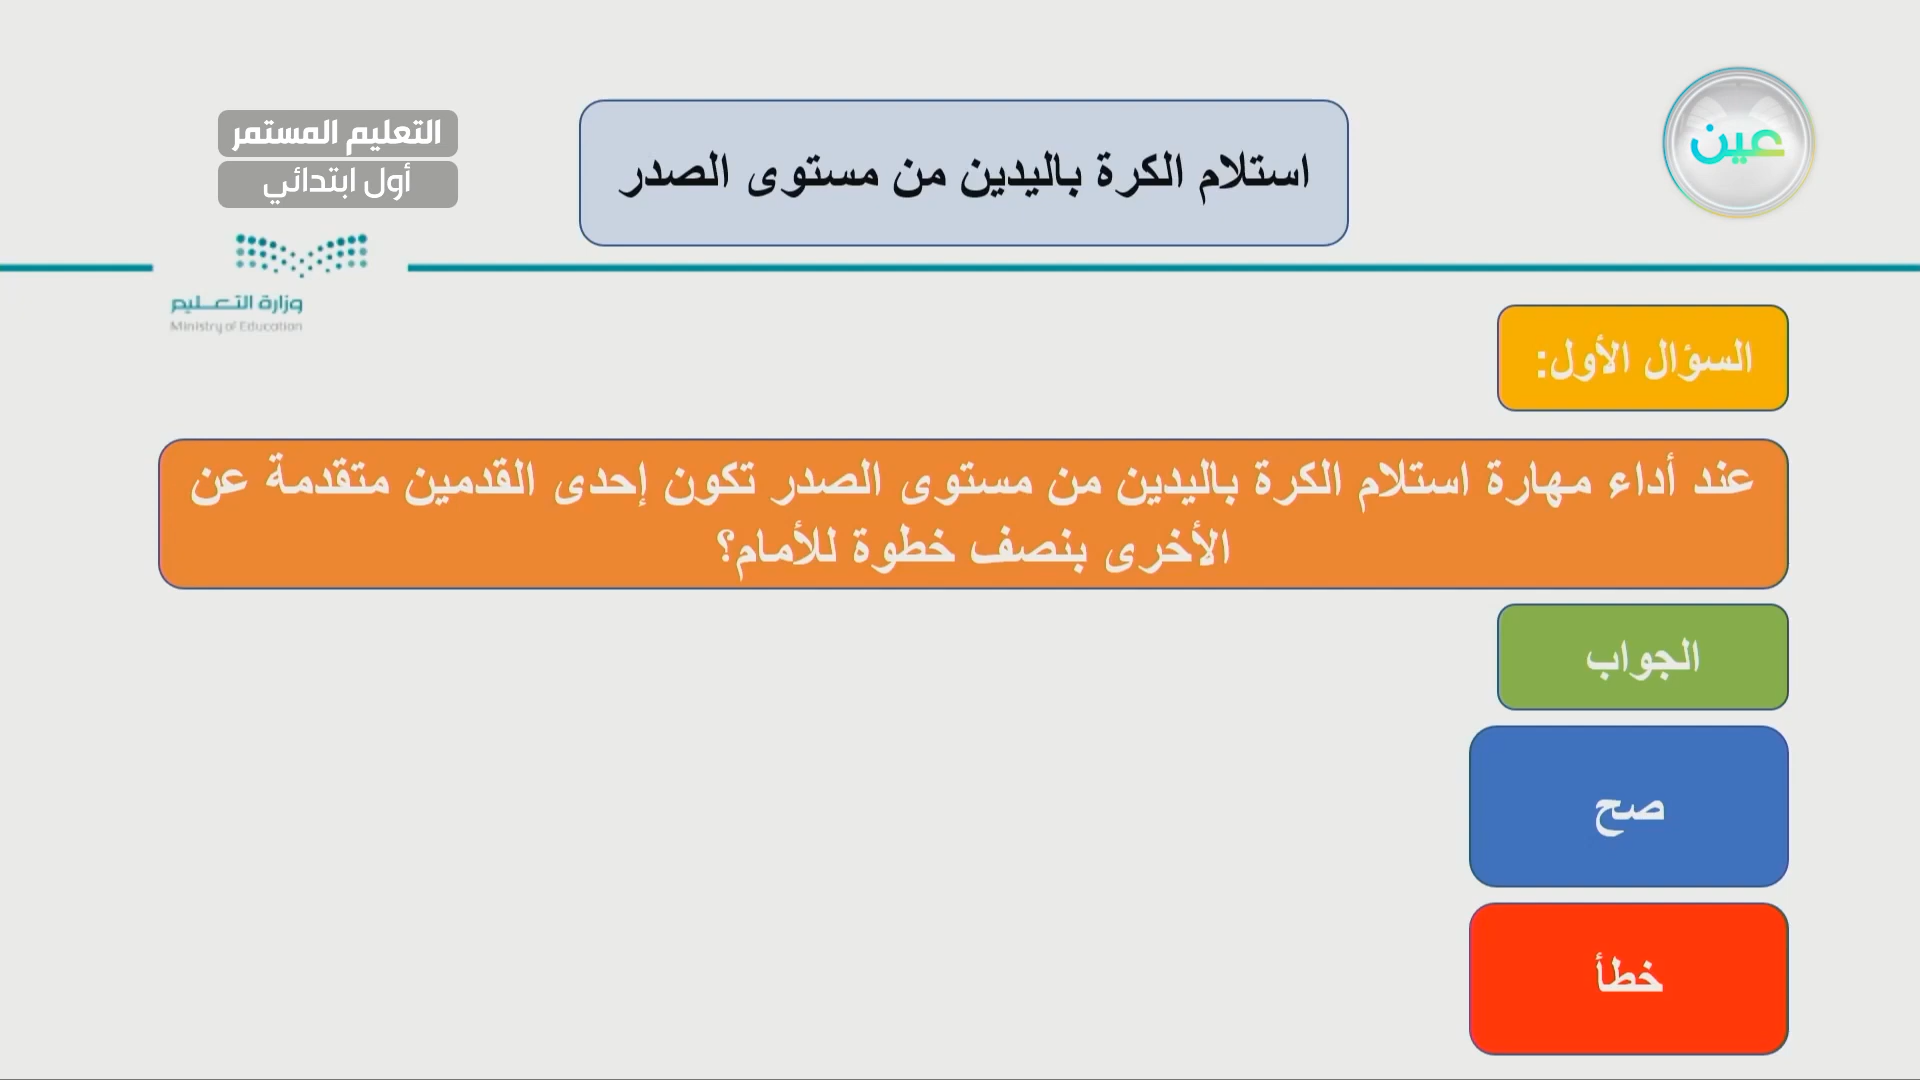 عين
استلام الكرة باليدين من مستوى الصدر
التعليم المستمر
أول ابتدائي
وزارة التعليم
Ministry of Education
السؤال الأول:
عند أداء مهارة استلام الكرة باليدين من مستوى الصدر تكون إحدى القدمين متقدمة عن
الأخرى بنصف خطوة للأمام؟
الجواب
صح
خطأ